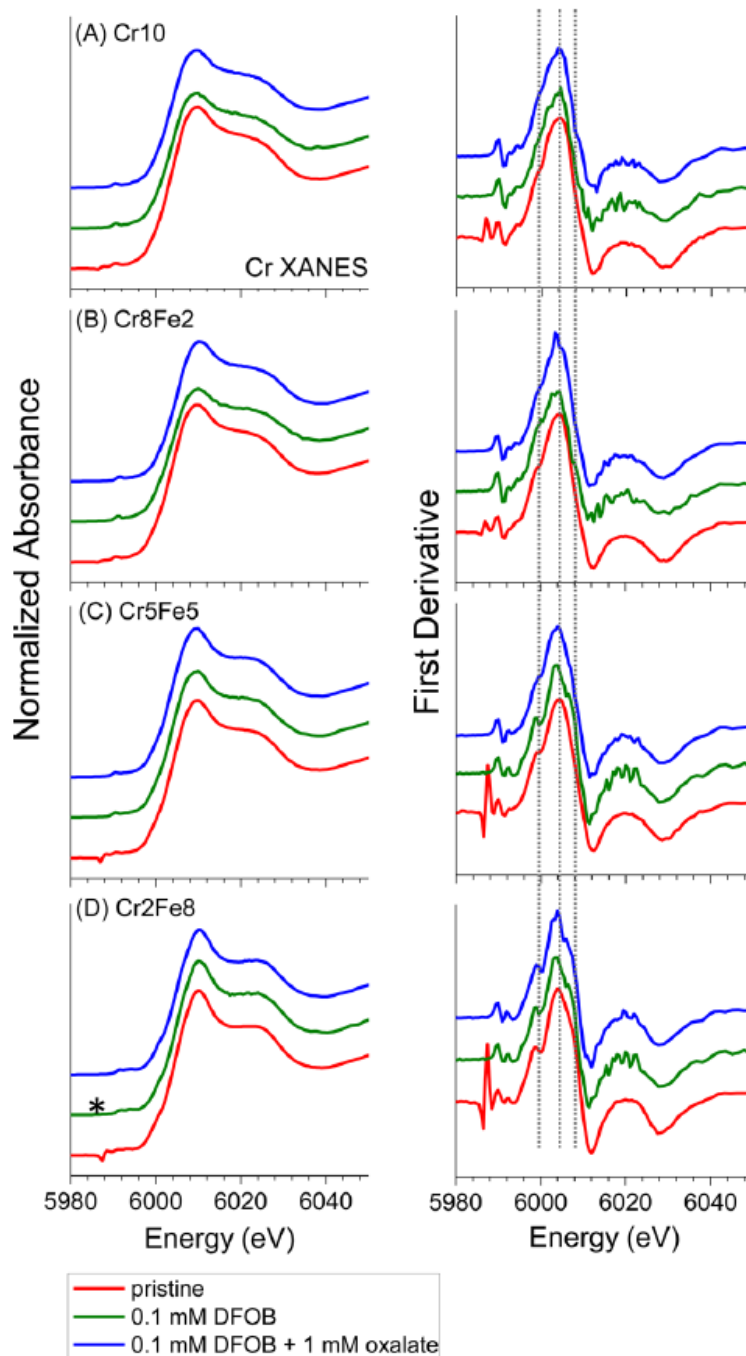 (A) Cr10
Cr XANES
(B) Cr8Fe2
(C) Cr5Fe5
(D) Cr2Fe8
*
Normalized Absorbance
First Derivative
5980 6000 6020 6040
Energy (eV)
5980 6000 6020 6040
Energy (eV)
pristine
0.1 mM DFOB
0.1 mM DFOB + 1 mM oxalate